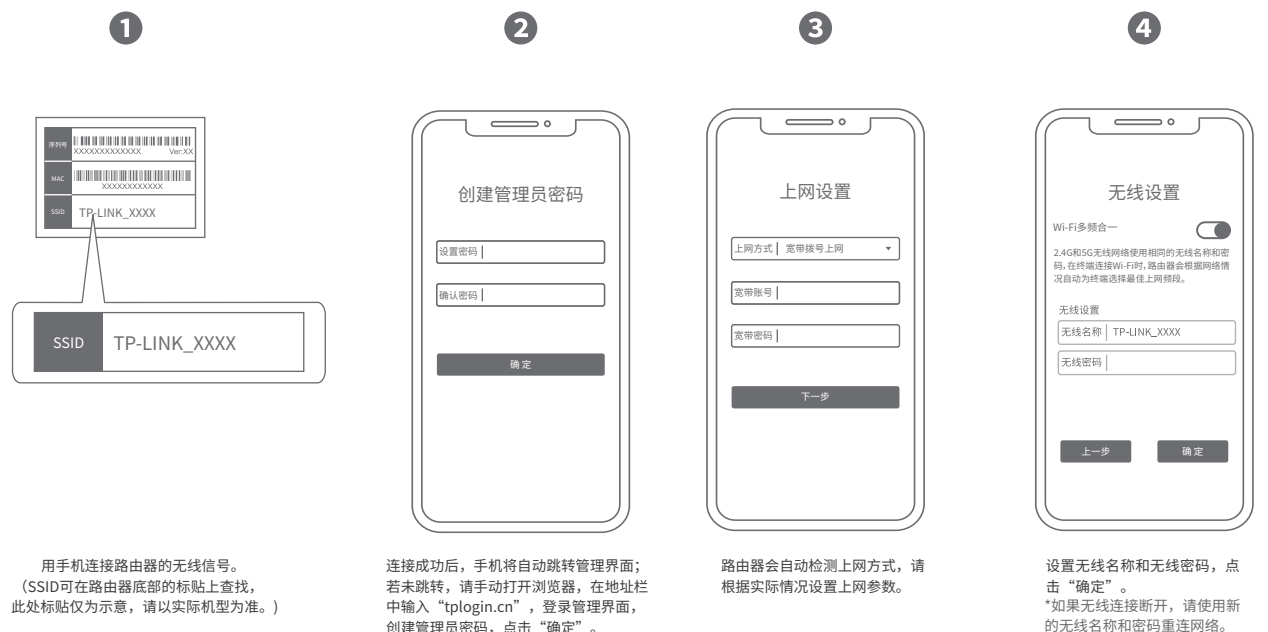 1
序列号
XXXXXXXXXXXXX Ver:XX
MAC
XXXXXXXXXXXX
SSID TP-LINK_XXXX
SSID TP-LINK_XXXX
用手机连接路由器的无线信号。
（SSID可在路由器底部的标贴上查找，
此处标贴仅为示意，请以实际机型为准。)
2
创建管理员密码
设置密码
确认密码
确定
连接成功后，手机将自动跳转管理界面；
若未跳转，请手动打开浏览器，在地址栏
中输入“tplogin.cn”，登录管理界面，
创建管理员密码，点击“确定”。
3
上网设置
上网方式 宽带拨号上网
宽带账号
宽带密码
下一步
路由器会自动检测上网方式，请
根据实际情况设置上网参数。
4
无线设置
Wi-Fi多频合一
2.4G和5G无线网络使用相同的无线名称和密
码，在终端连接Wi-Fi时，路由器会根据网络情
况自动为终端选择最佳上网频段。
无线设置
无线名称 TP-LINK_XXXX
无线密码
上一步 确定
设置无线名称和无线密码，点
击“确定”。
*如果无线连接断开，请使用新
的无线名称和密码重连网络。